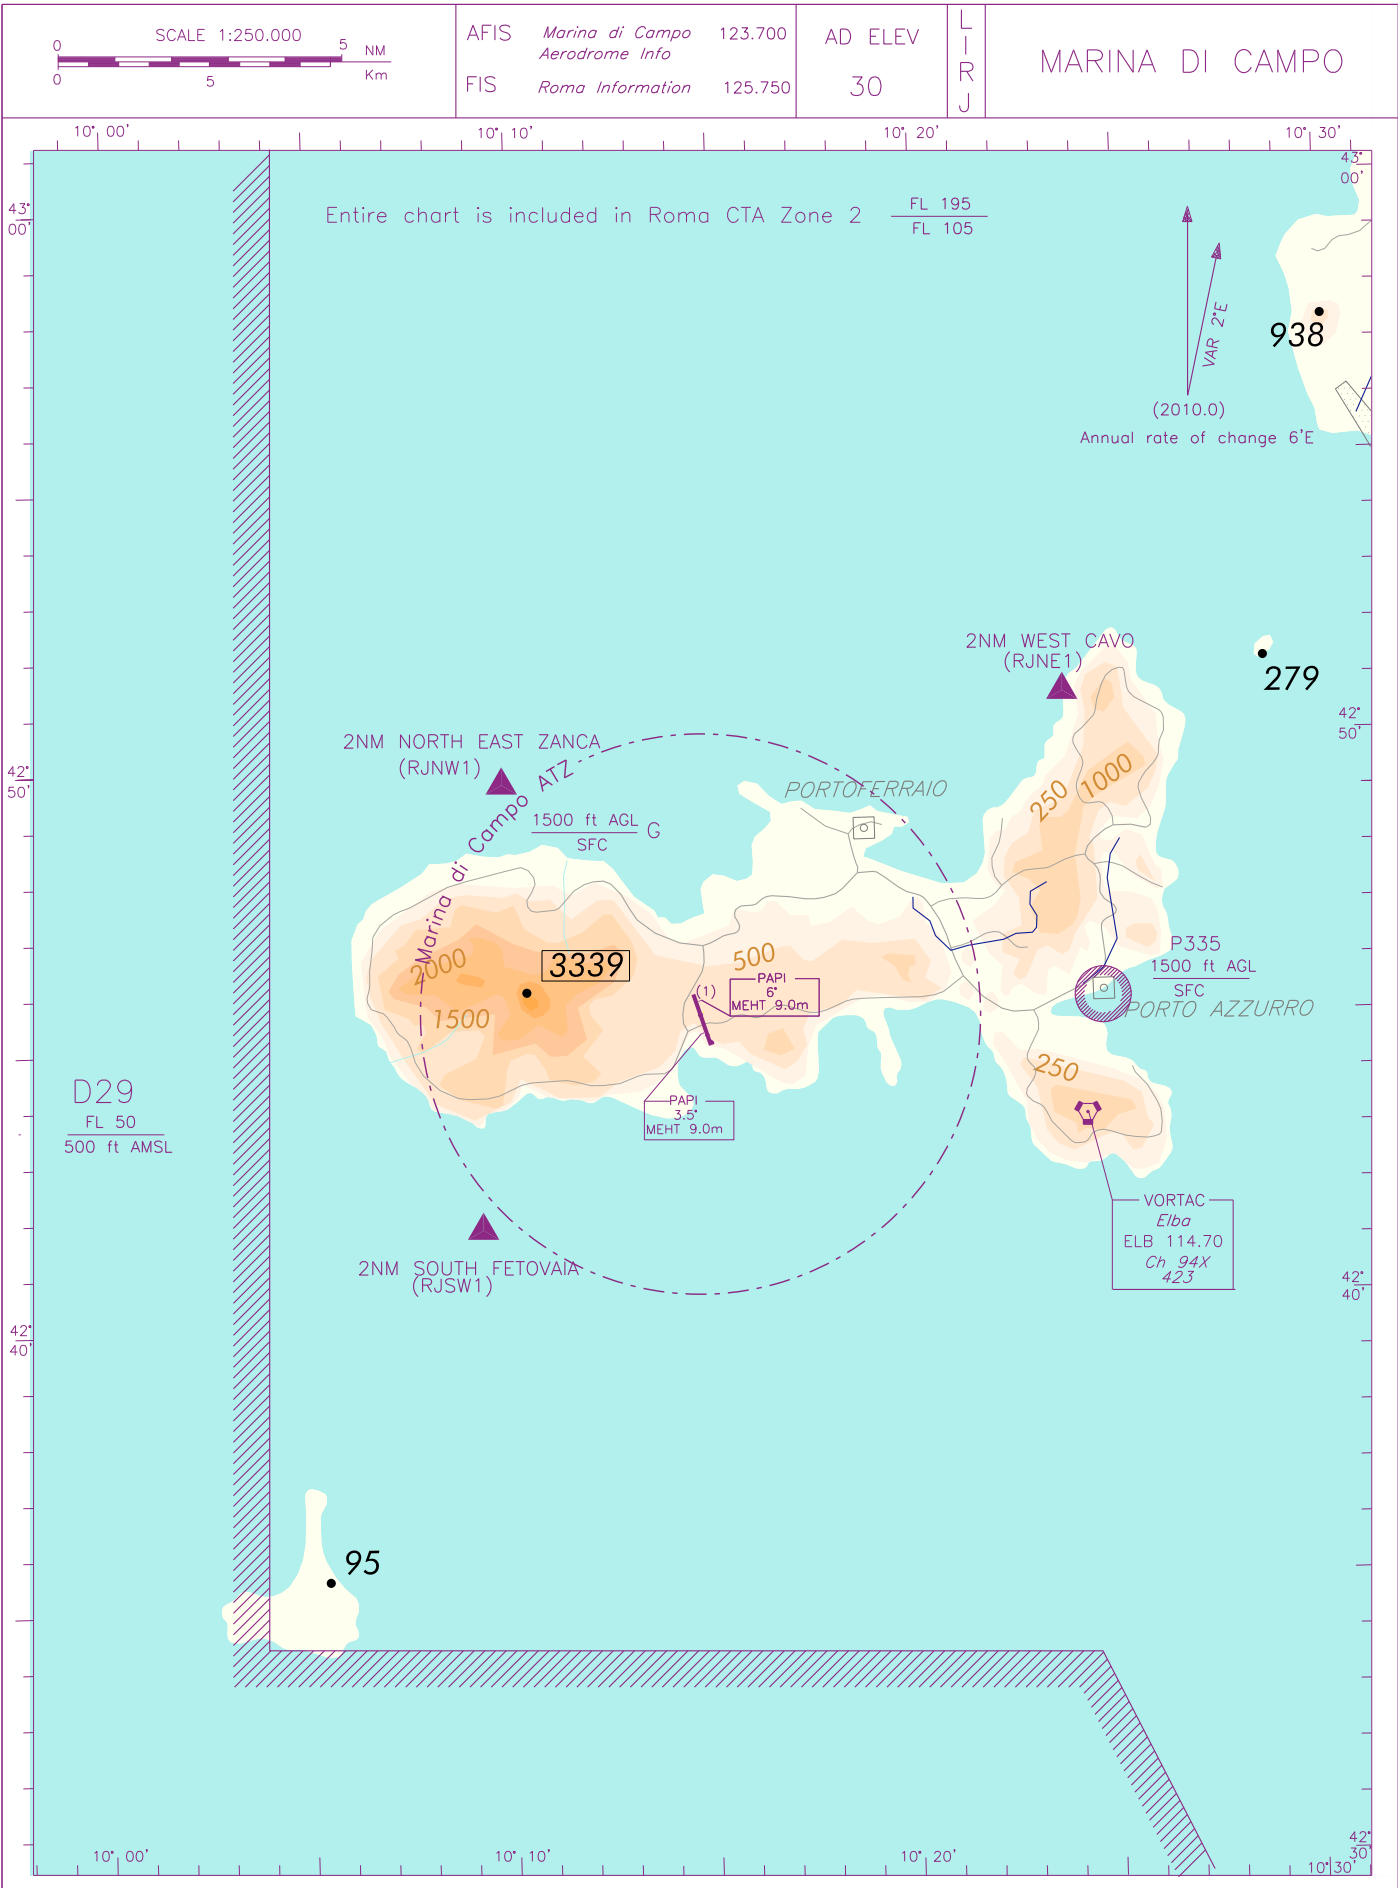 SCALE 1:250.000
0 5 NM
0 5 Km
AFIS Marina di Campo 123.700
Aerodrome Info
FIS Roma Information 125.750
AD ELEV
30
LIRJ
MARINA DI CAMPO
10° 00' 10° 10' 10° 20' 10° 30'
43° 00'
43° 00'
Entire chart is included in Roma CTA Zone 2
FL 195
FL 105
VAR 2°E
(2010.0)
Annual rate of change 6'E
938
2NM WEST CAVO
(RJNE1)
279
42° 50'
42° 50'
2NM NORTH EAST ZANCA
(RJNW1)
Marina di Campo ATZ
1500 ft AGL
SFC
G
PORTOFERRAIO
250
1000
2000
3339
500
1500
(1)
PAPI
6°
MEHT 9.0m
P335
1500 ft AGL
SFC
PORTO AZZURRO
250
PAPI
3.5°
MEHT 9.0m
D29
FL 50
500 ft AMSL
VORTAC
Elba
ELB 114.70
Ch 94X
423
2NM SOUTH FETOVAIA
(RJSW1)
42° 40'
42° 40'
95
42° 30'
10° 00' 10° 10' 10° 20' 10° 30'